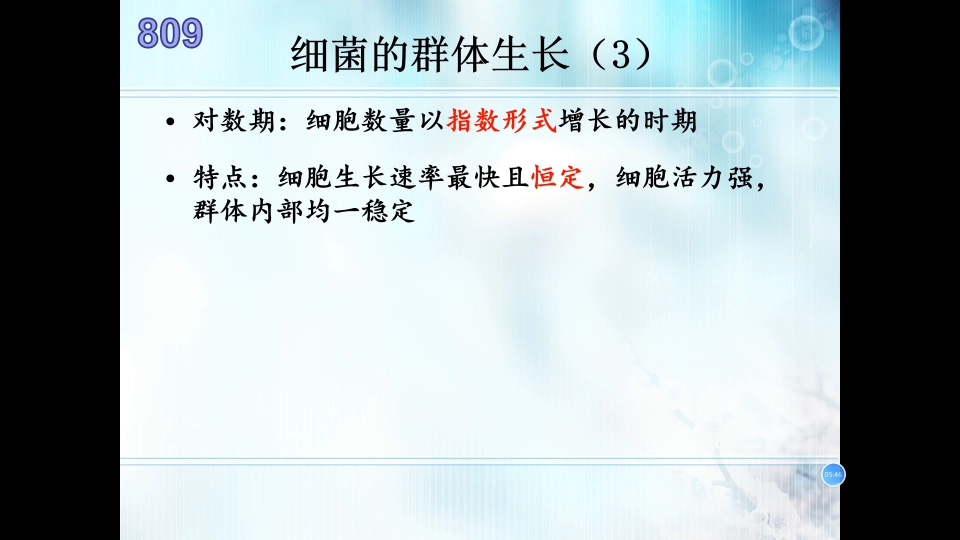 809
细菌的群体生长（3）
• 对数期：细胞数量以指数形式增长的时期
• 特点：细胞生长速率最快且恒定，细胞活力强，
群体内部均一稳定
05:46